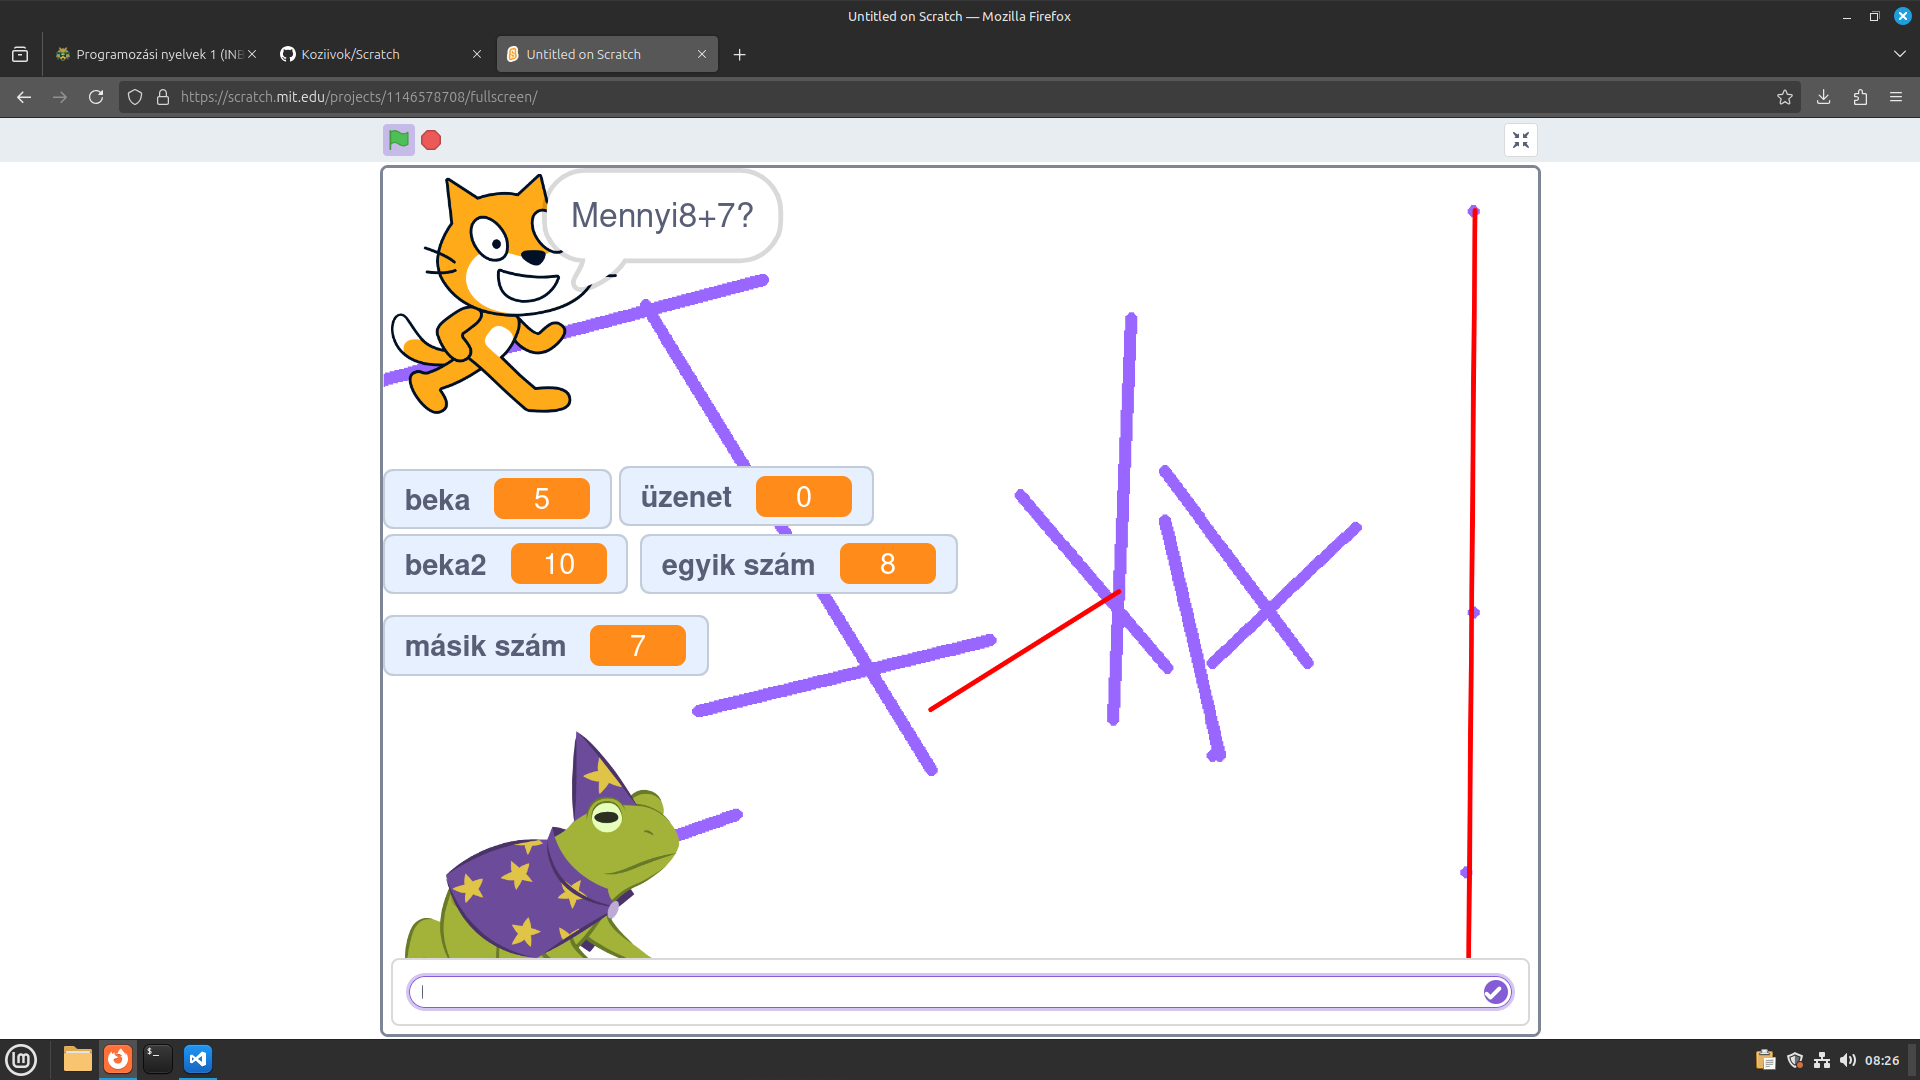 Untitled on Scratch — Mozilla Firefox
Programozási nyelvek 1 (INB
Koziivok/Scratch
Untitled on Scratch
https://scratch.mit.edu/projects/1146578708/fullscreen/
Mennyi8+7?
beka 5
üzenet 0
beka2 10
egyik szám 8
másik szám 7
08:26